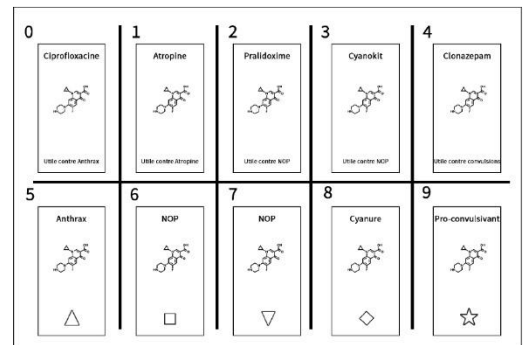 0
1
2
3
4
Ciprofloxacine
Atropine
Pralidoxime
Cyanokit
Clonazepam
Utile contre Anthrax
Utile contre Atropine
Utile contre NOP
Utile contre NOP
Utile contre convulsions
5
6
7
8
9
Anthrax
NOP
NOP
Cyanure
Pro-convulsivant